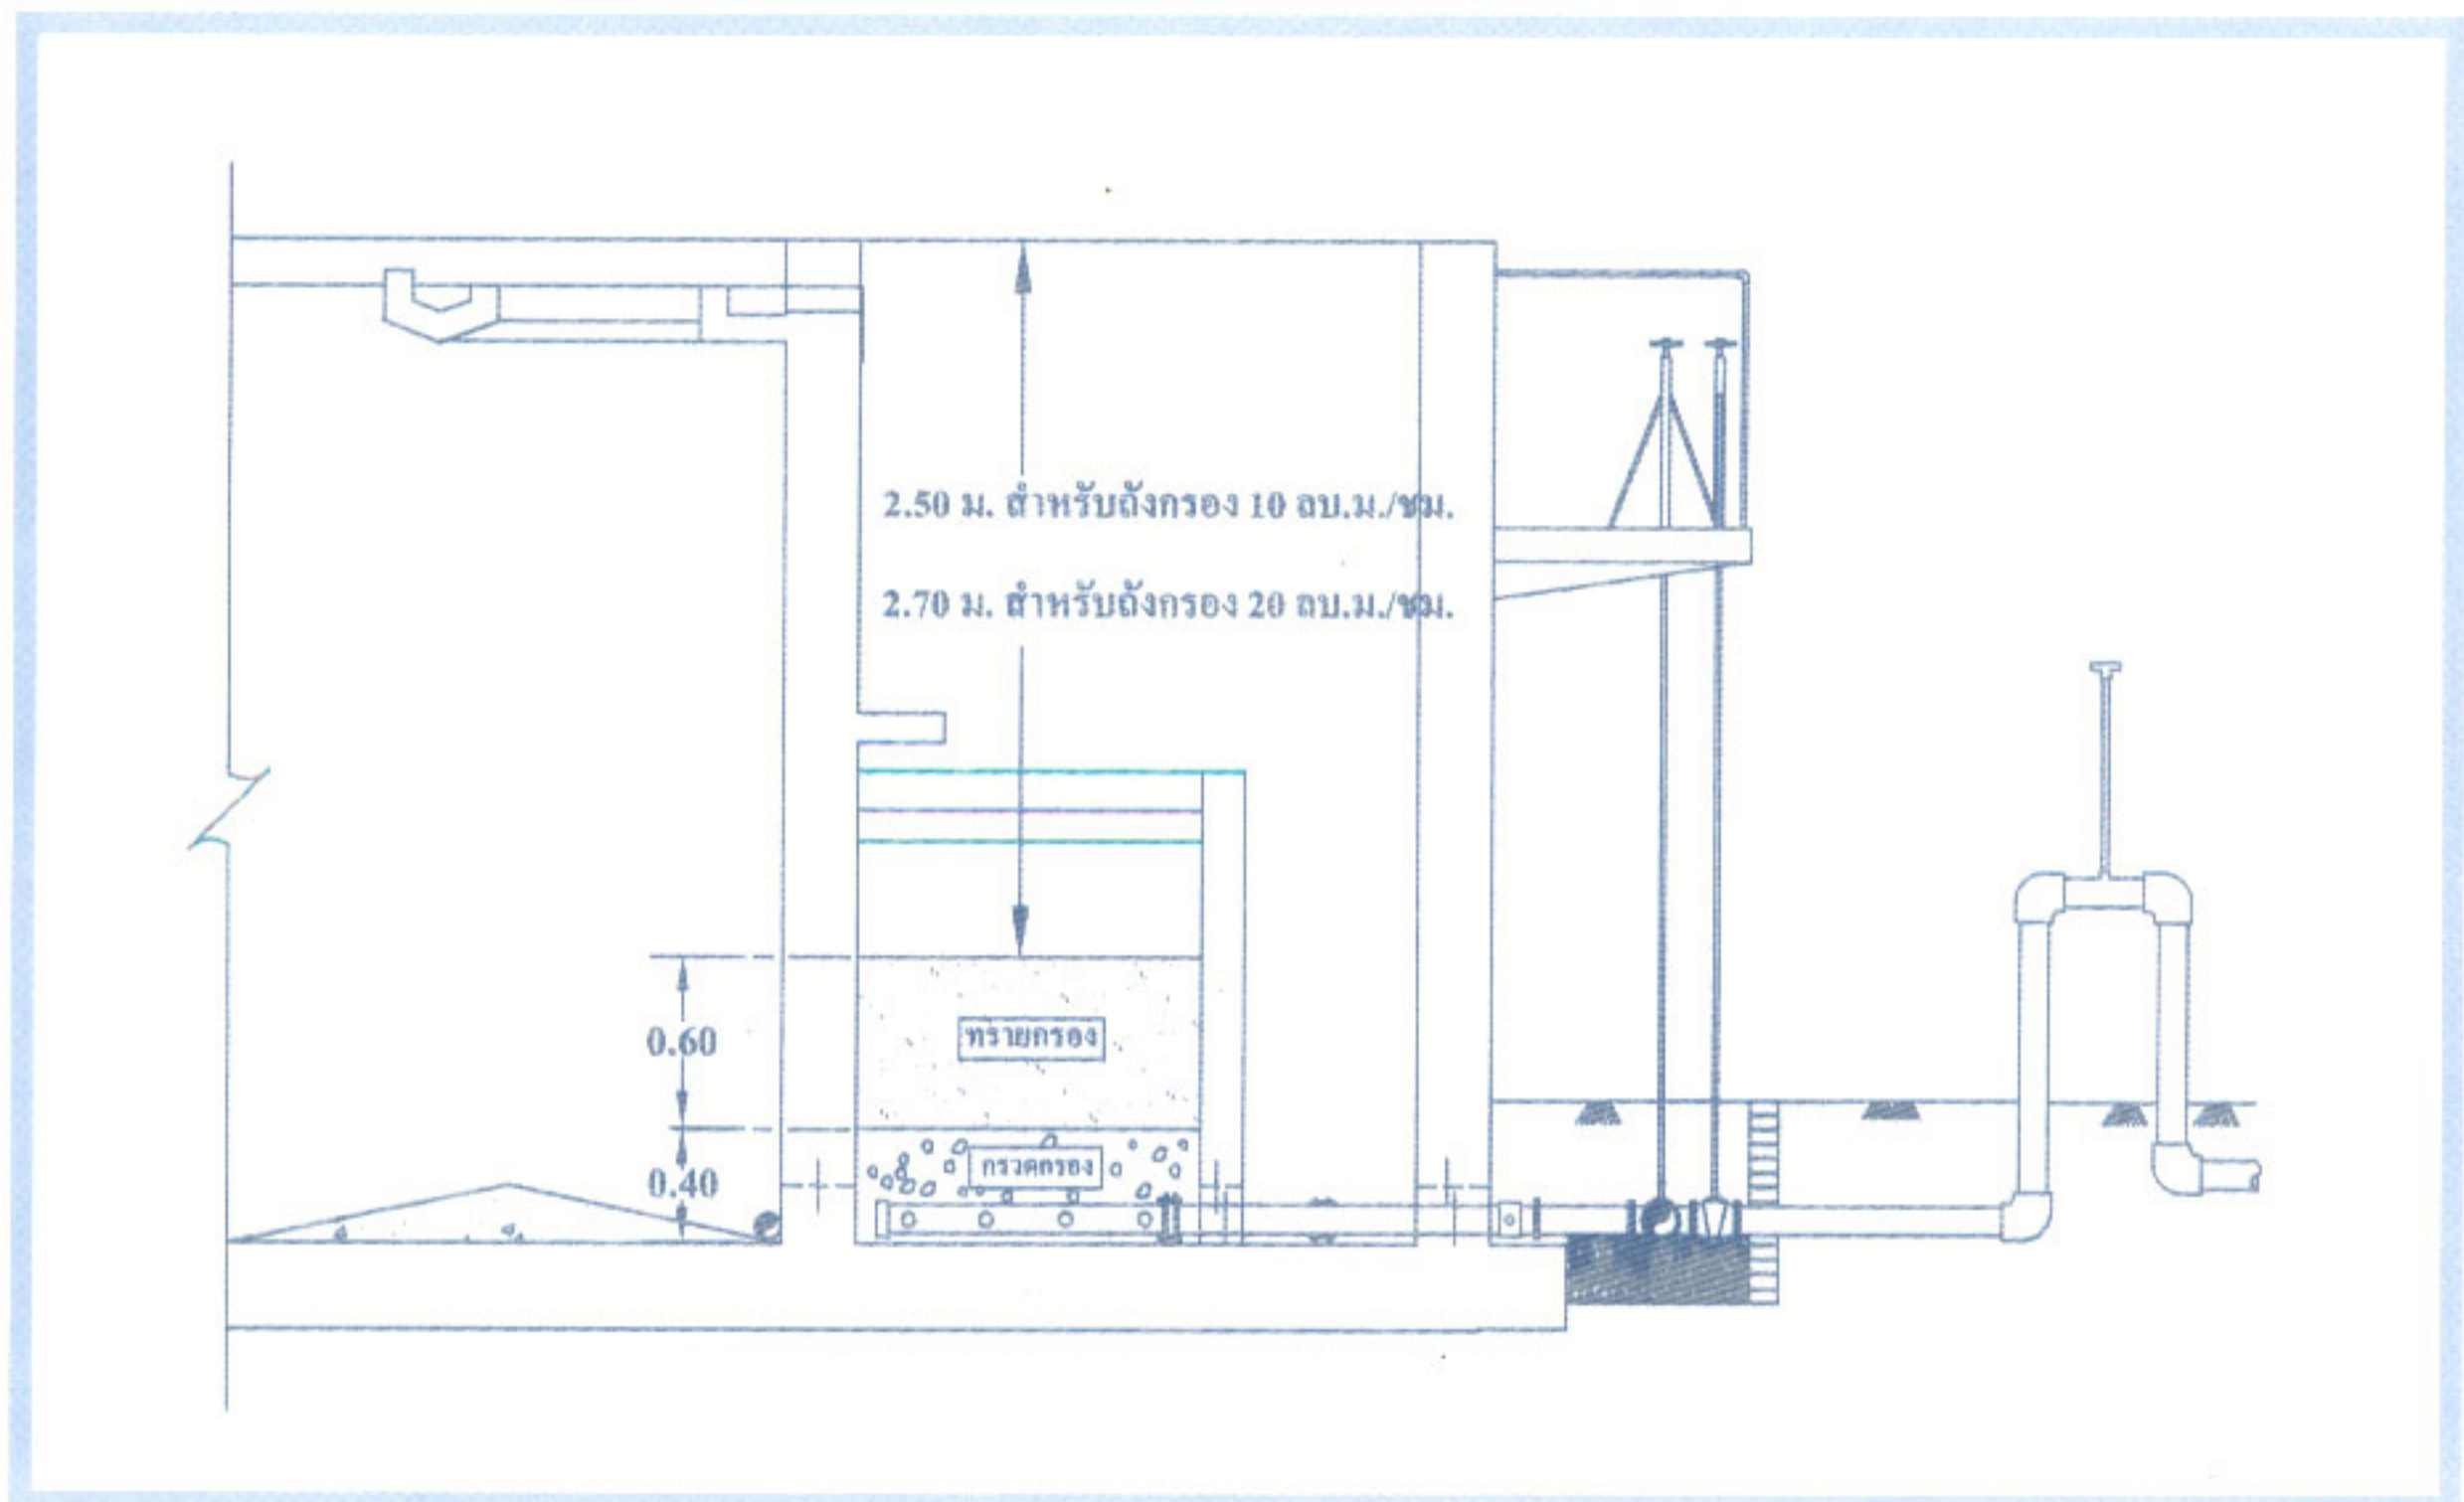 2.50 ม. สำหรับถังกรอง 10 ลบ.ม./ชม.
2.70 ม. สำหรับถังกรอง 20 ลบ.ม./ชม.
0.60
ทรายกรอง
0.40
กรวดกรอง